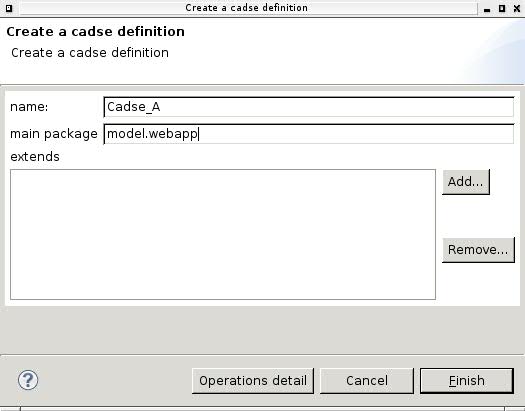 Create a cadse definition
Create a cadse definition
Create a cadse definition
name: Cadse_A
main package model.webapp
extends
Add...
Remove...
? Operations detail Cancel Finish